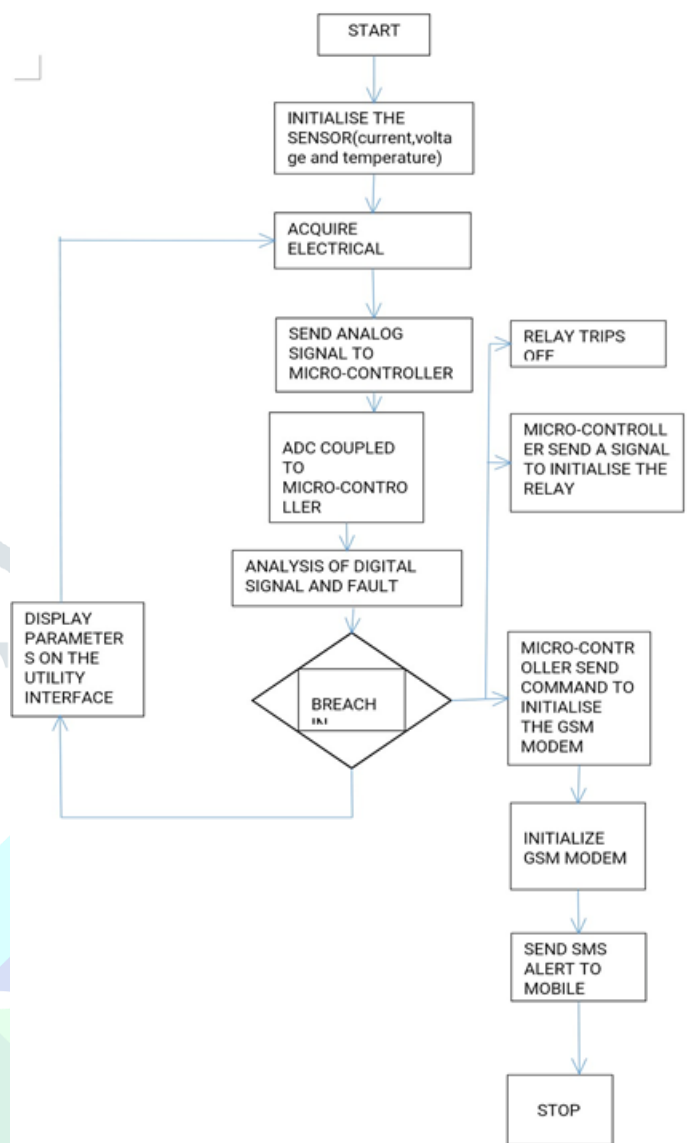 START
INITIALISE THE
SENSOR(current,volta
ge and temperature)
ACQUIRE
ELECTRICAL
SEND ANALOG
SIGNAL TO
MICRO-CONTROLLER
ADC COUPLED
TO
MICRO-CONTRO
LLER
ANALYSIS OF DIGITAL
SIGNAL AND FAULT
BREACH
DISPLAY
PARAMETER
S ON THE
UTILITY
INTERFACE
RELAY TRIPS
OFF
MICRO-CONTROLL
ER SEND A SIGNAL
TO INITIALISE THE
RELAY
MICRO-CONTR
OLLER SEND
COMMAND TO
INITIALISE
THE GSM
MODEM
INITIALIZE
GSM MODEM
SEND SMS
ALERT TO
MOBILE
STOP